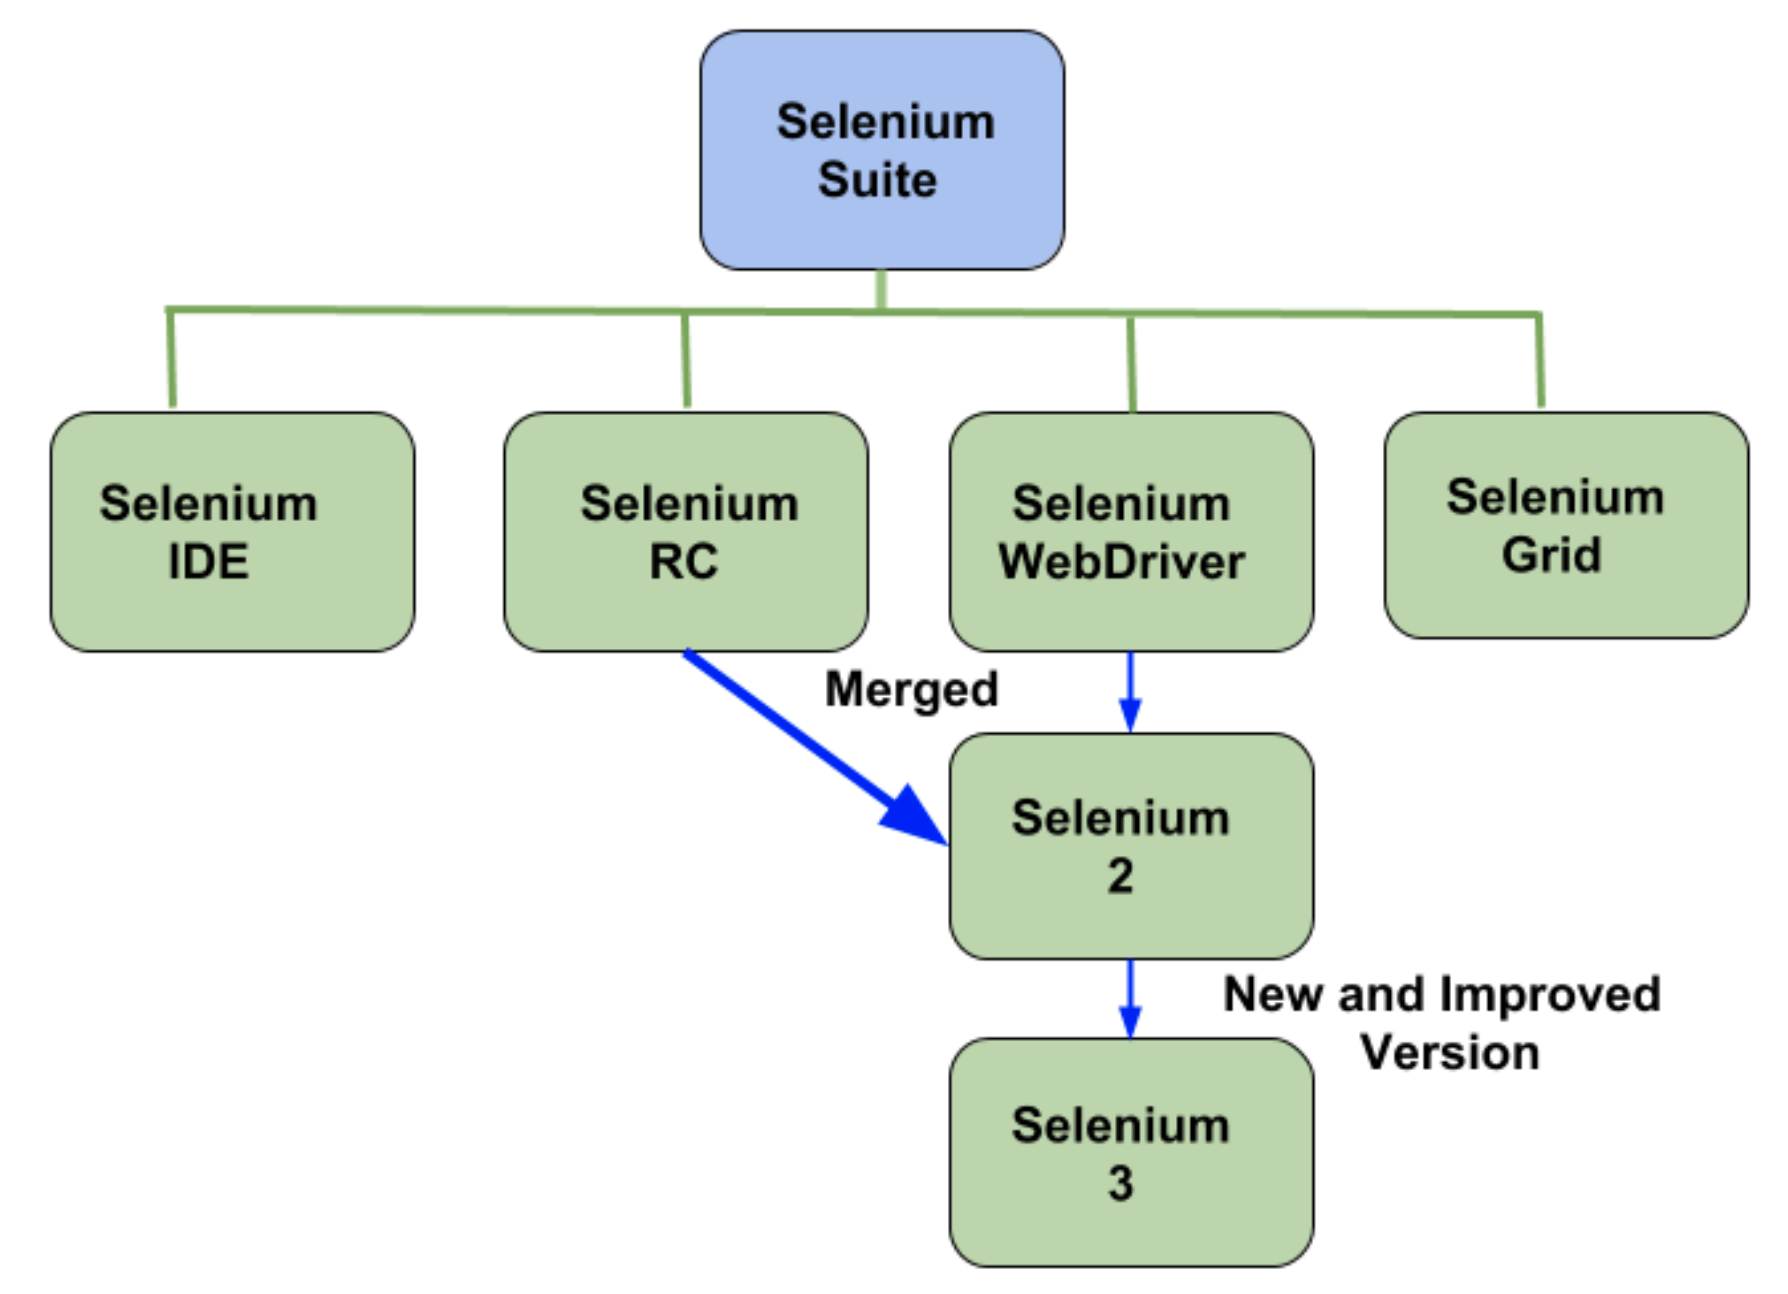 Selenium
Suite
Selenium
IDE
Selenium
RC
Selenium
WebDriver
Selenium
Grid
Merged
Selenium
2
New and Improved
Version
Selenium
3